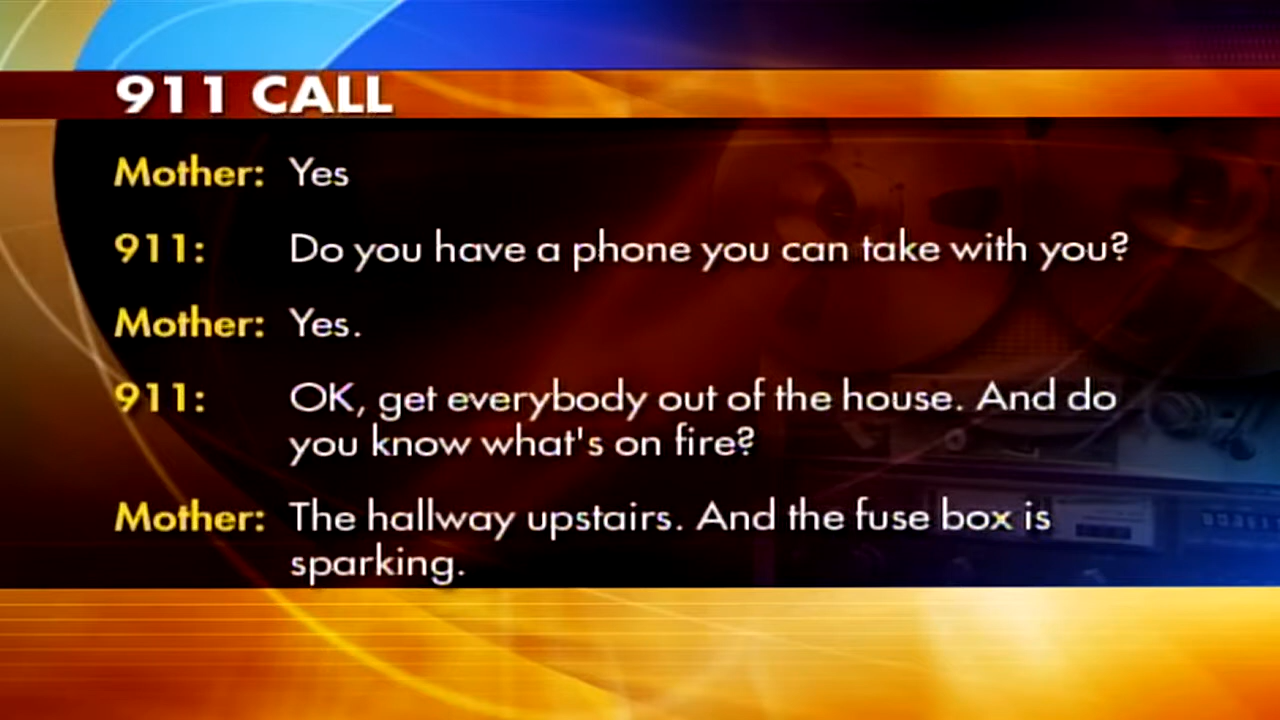 911 CALL
Mother: Yes
911: Do you have a phone you can take with you?
Mother: Yes.
911: OK, get everybody out of the house. And do
you know what's on fire?
Mother: The hallway upstairs. And the fuse box is
sparking.